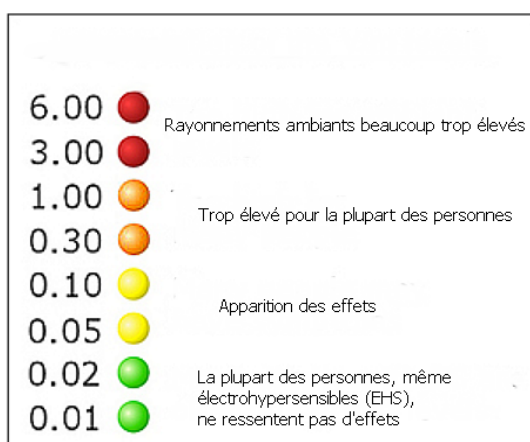 6.00
Rayonnements ambiants beaucoup trop élevés
3.00
1.00
Trop élevé pour la plupart des personnes
0.30
0.10
Apparition des effets
0.05
0.02
La plupart des personnes, même
électrohypersensibles (EHS),
ne ressentent pas d'effets
0.01